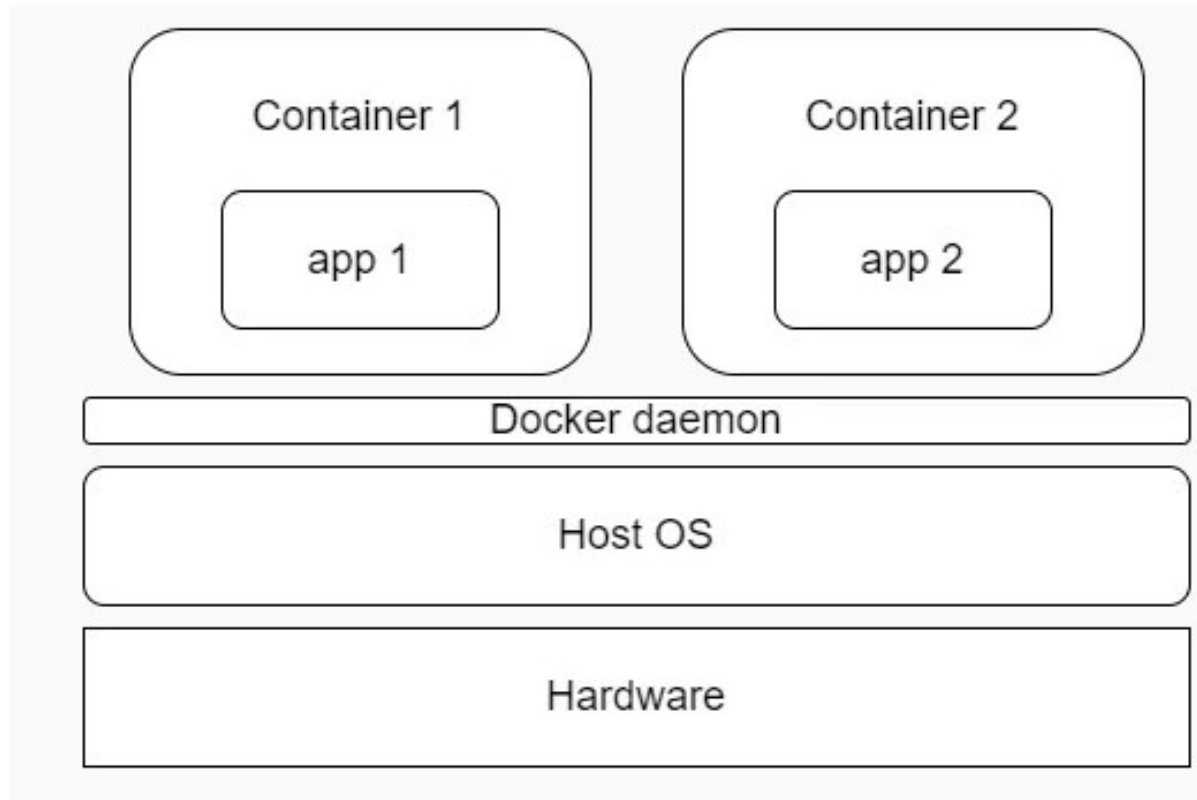 Container 1
Container 2
app 1
app 2
Docker daemon
Host OS
Hardware